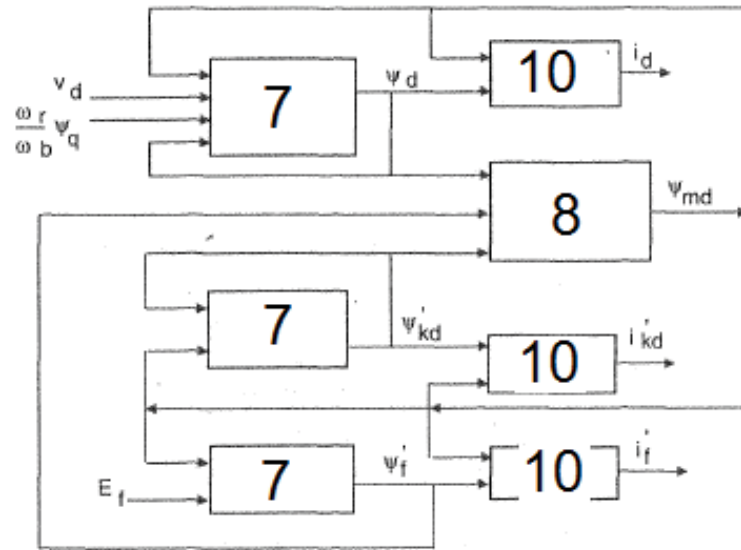 7
10
v_d
ω_r
ω_b ψ_q
ψ_d
i_d
8
ψ_md
7
ψ'_kd
10
i'_kd
7
E_f
ψ'_f
10
i'_f